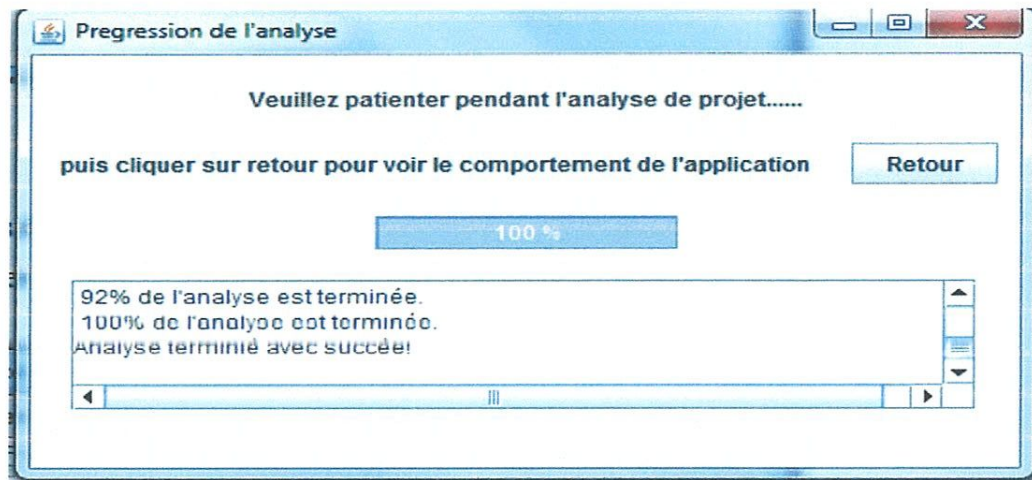 Pregression de l'analyse
Veuillez patienter pendant l'analyse de projet......
puis cliquer sur retour pour voir le comportement de l'application
Retour
100 %
92% de l'analyse est terminée.
100% de l'analyse est terminée.
Analyse terminié avec succée!